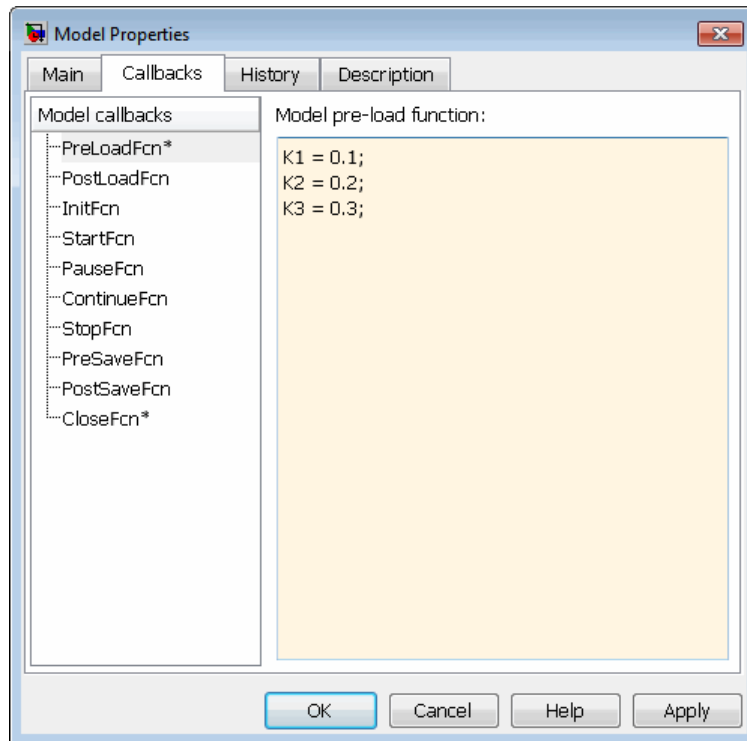 Model Properties
Main Callbacks History Description
Model callbacks
PreLoadFcn*
PostLoadFcn
InitFcn
StartFcn
PauseFcn
ContinueFcn
StopFcn
PreSaveFcn
PostSaveFcn
CloseFcn*
Model pre-load function:
K1 = 0.1;
K2 = 0.2;
K3 = 0.3;
OK Cancel Help Apply